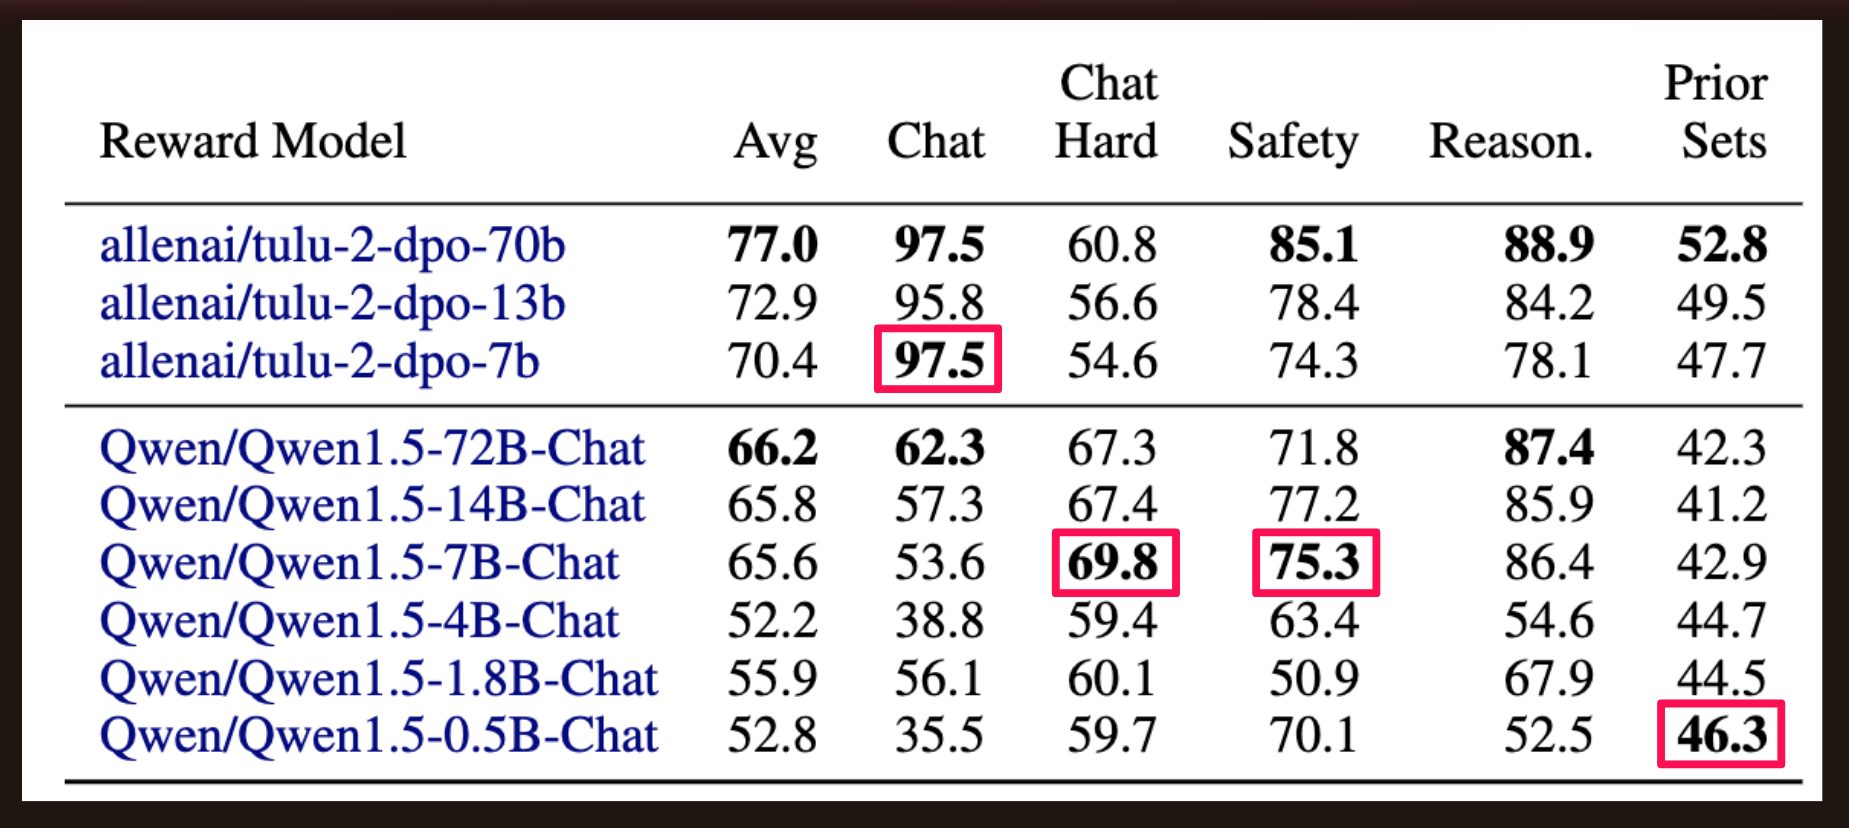 Reward Model Avg Chat Chat Hard Safety Reason. Prior Sets
allenai/tulu-2-dpo-70b 77.0 97.5 60.8 85.1 88.9 52.8
allenai/tulu-2-dpo-13b 72.9 95.8 56.6 78.4 84.2 49.5
allenai/tulu-2-dpo-7b 70.4 97.5 54.6 74.3 78.1 47.7
Qwen/Qwen1.5-72B-Chat 66.2 62.3 67.3 71.8 87.4 42.3
Qwen/Qwen1.5-14B-Chat 65.8 57.3 67.4 77.2 85.9 41.2
Qwen/Qwen1.5-7B-Chat 65.6 53.6 69.8 75.3 86.4 42.9
Qwen/Qwen1.5-4B-Chat 52.2 38.8 59.4 63.4 54.6 44.7
Qwen/Qwen1.5-1.8B-Chat 55.9 56.1 60.1 50.9 67.9 44.5
Qwen/Qwen1.5-0.5B-Chat 52.8 35.5 59.7 70.1 52.5 46.3